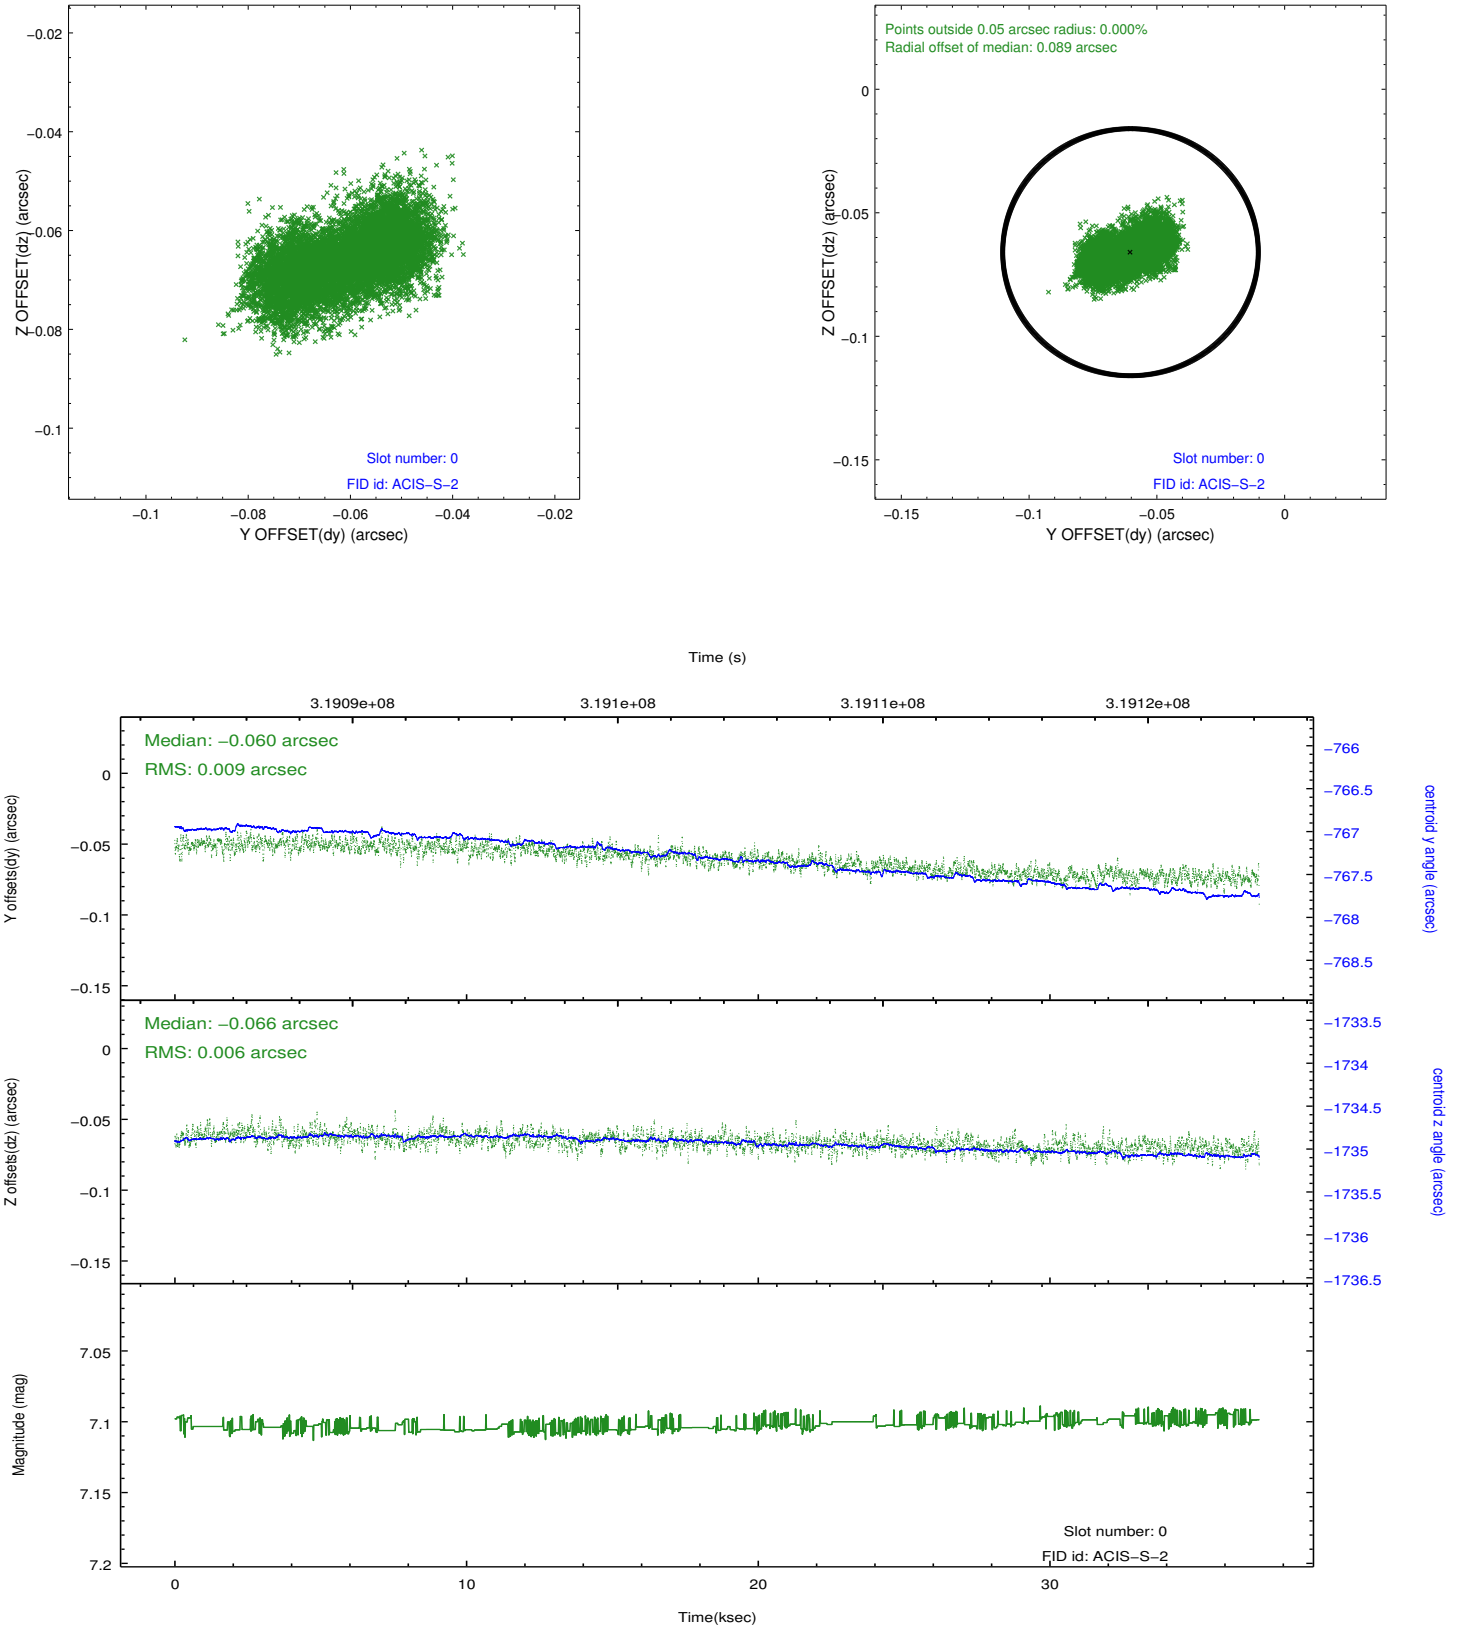 −0.02
−0.04
−0.06
−0.08
−0.1
Z OFFSET(dz) (arcsec)
Slot number: 0
FID id: ACIS−S−2
−0.1
−0.08
−0.06
−0.04
−0.02
Y OFFSET(dy) (arcsec)
Points outside 0.05 arcsec radius: 0.000%
Radial offset of median: 0.089 arcsec
0
−0.05
−0.1
−0.15
Z OFFSET(dz) (arcsec)
Slot number: 0
FID id: ACIS−S−2
−0.15
−0.1
−0.05
0
Y OFFSET(dy) (arcsec)
Time (s)
3.1909e+08
3.191e+08
3.1911e+08
3.1912e+08
Median: −0.060 arcsec
RMS: 0.009 arcsec
0
−0.05
−0.1
−0.15
Y offsets(dy) (arcsec)
−766
−766.5
−767
−767.5
−768
−768.5
centroid y angle (arcsec)
Median: −0.066 arcsec
RMS: 0.006 arcsec
0
−0.05
−0.1
−0.15
Z offsets(dz) (arcsec)
−1733.5
−1734
−1734.5
−1735
−1735.5
−1736
−1736.5
centroid z angle (arcsec)
7.05
7.1
7.15
7.2
Magnitude (mag)
Slot number: 0
FID id: ACIS−S−2
0
10
20
30
Time(ksec)